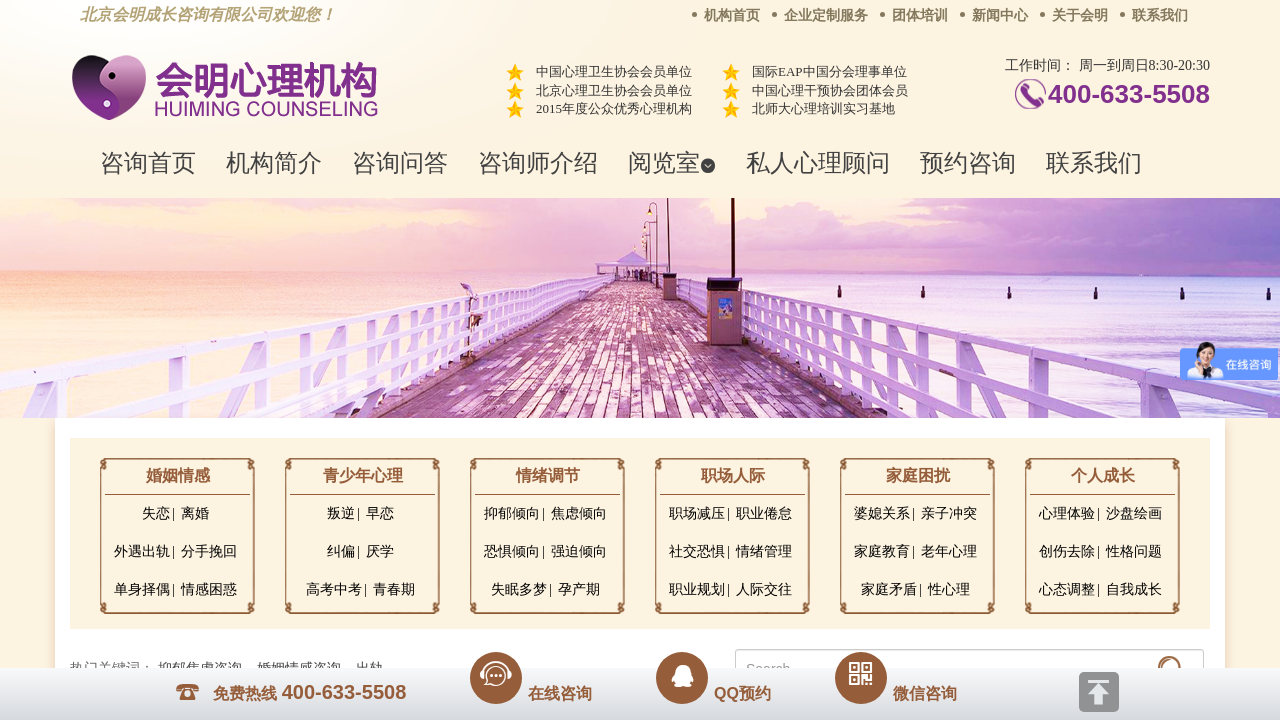 北京会明成长咨询有限公司欢迎您！
机构首页 企业定制服务 团体培训 新闻中心 关于会明 联系我们
会明心理机构
HUIMING COUNSELING
中国心理卫生协会会员单位
北京心理卫生协会会员单位
2015年度公众优秀心理机构
国际EAP中国分会理事单位
中国心理干预协会团体会员
北师大心理培训实习基地
工作时间： 周一到周日8:30-20:30
400-633-5508
咨询首页 机构简介 咨询问答 咨询师介绍 阅览室 私人心理顾问 预约咨询 联系我们
在线咨询
婚姻情感
失恋| 离婚
外遇出轨| 分手挽回
单身择偶| 情感困惑
青少年心理
叛逆| 早恋
纠偏| 厌学
高考中考| 青春期
情绪调节
抑郁倾向| 焦虑倾向
恐惧倾向| 强迫倾向
失眠多梦| 孕产期
职场人际
职场减压| 职业倦怠
社交恐惧| 情绪管理
职业规划| 人际交往
家庭困扰
婆媳关系| 亲子冲突
家庭教育| 老年心理
家庭矛盾| 性心理
个人成长
心理体验| 沙盘绘画
创伤去除| 性格问题
心态调整| 自我成长
热门关键词： 抑郁焦虑咨询 婚姻情感咨询 出轨
Search
免费热线 400-633-5508
在线咨询
QQ预约
微信咨询